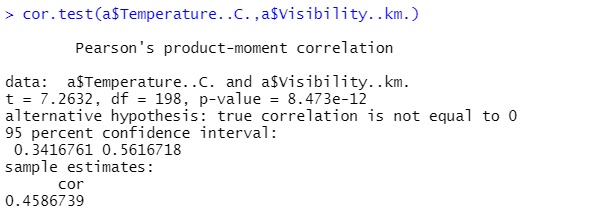 > cor.test(a$Temperature..C.,a$Visibility..km.)
Pearson's product-moment correlation
data:  a$Temperature..C. and a$Visibility..km.
t = 7.2632, df = 198, p-value = 8.473e-12
alternative hypothesis: true correlation is not equal to 0
95 percent confidence interval:
0.3416761 0.5616718
sample estimates:
cor
0.4586739